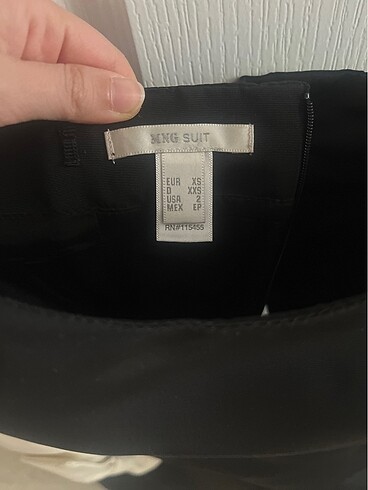 MNG SUIT
EUR XS
D XXS
USA 2
MEX EP
RN#115455